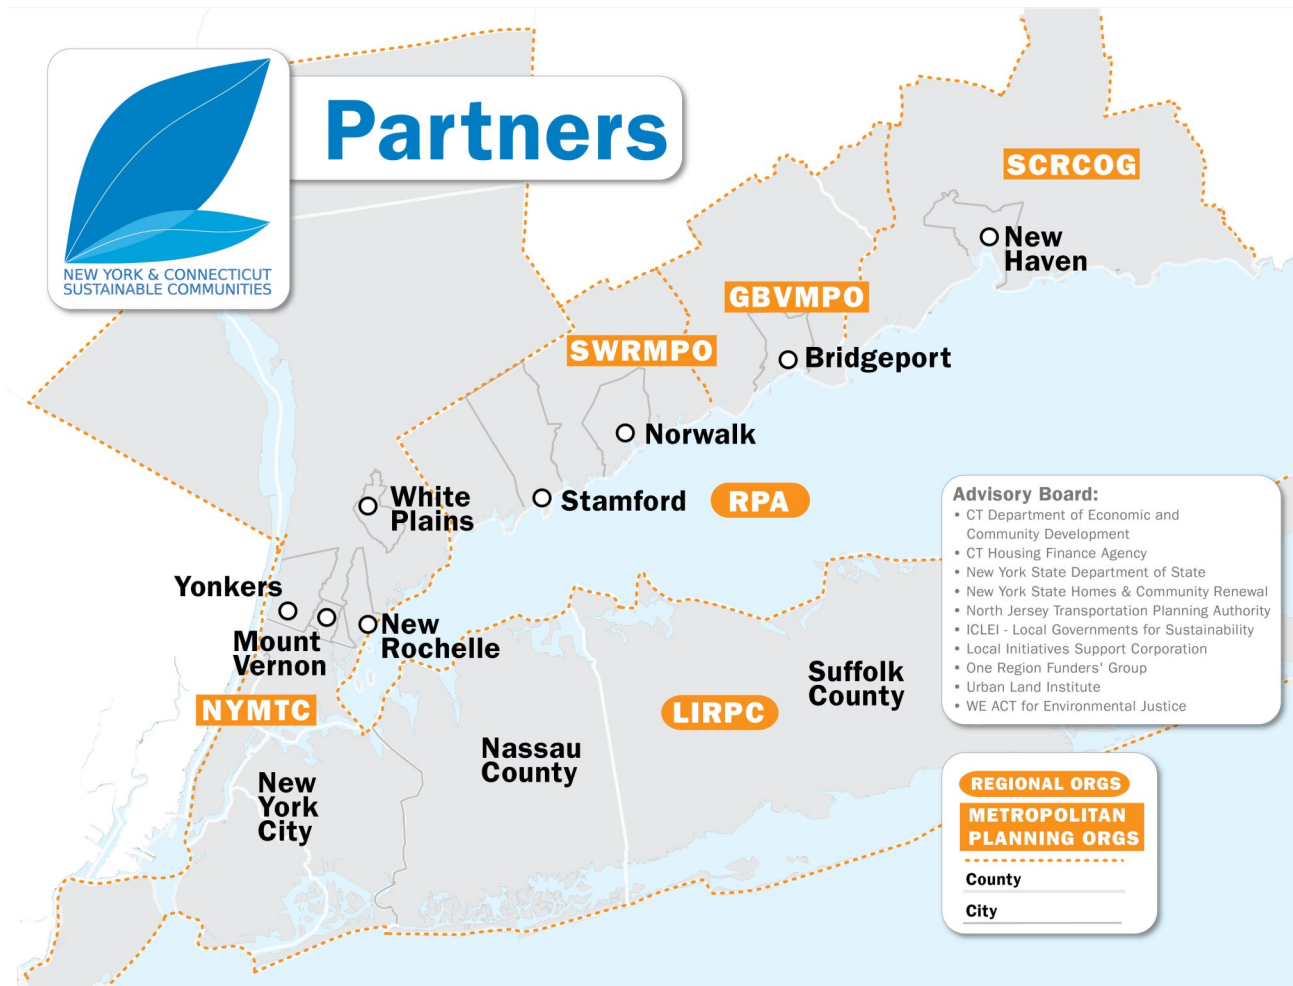 Partners
NEW YORK & CONNECTICUT
SUSTAINABLE COMMUNITIES
SCRCOG
New
Haven
GBVMPO
SWRMPO
Bridgeport
Norwalk
White
Plains
Stamford
RPA
Yonkers
Mount
Vernon
New
Rochelle
NYMTC
LIRPC
Suffolk
County
Nassau
County
New
York
City
Advisory Board:
• CT Department of Economic and
Community Development
• CT Housing Finance Agency
• New York State Department of State
• New York State Homes & Community Renewal
• North Jersey Transportation Planning Authority
• ICLEI - Local Governments for Sustainability
• Local Initiatives Support Corporation
• One Region Funders' Group
• Urban Land Institute
• WE ACT for Environmental Justice
REGIONAL ORGS
METROPOLITAN
PLANNING ORGS
County
City